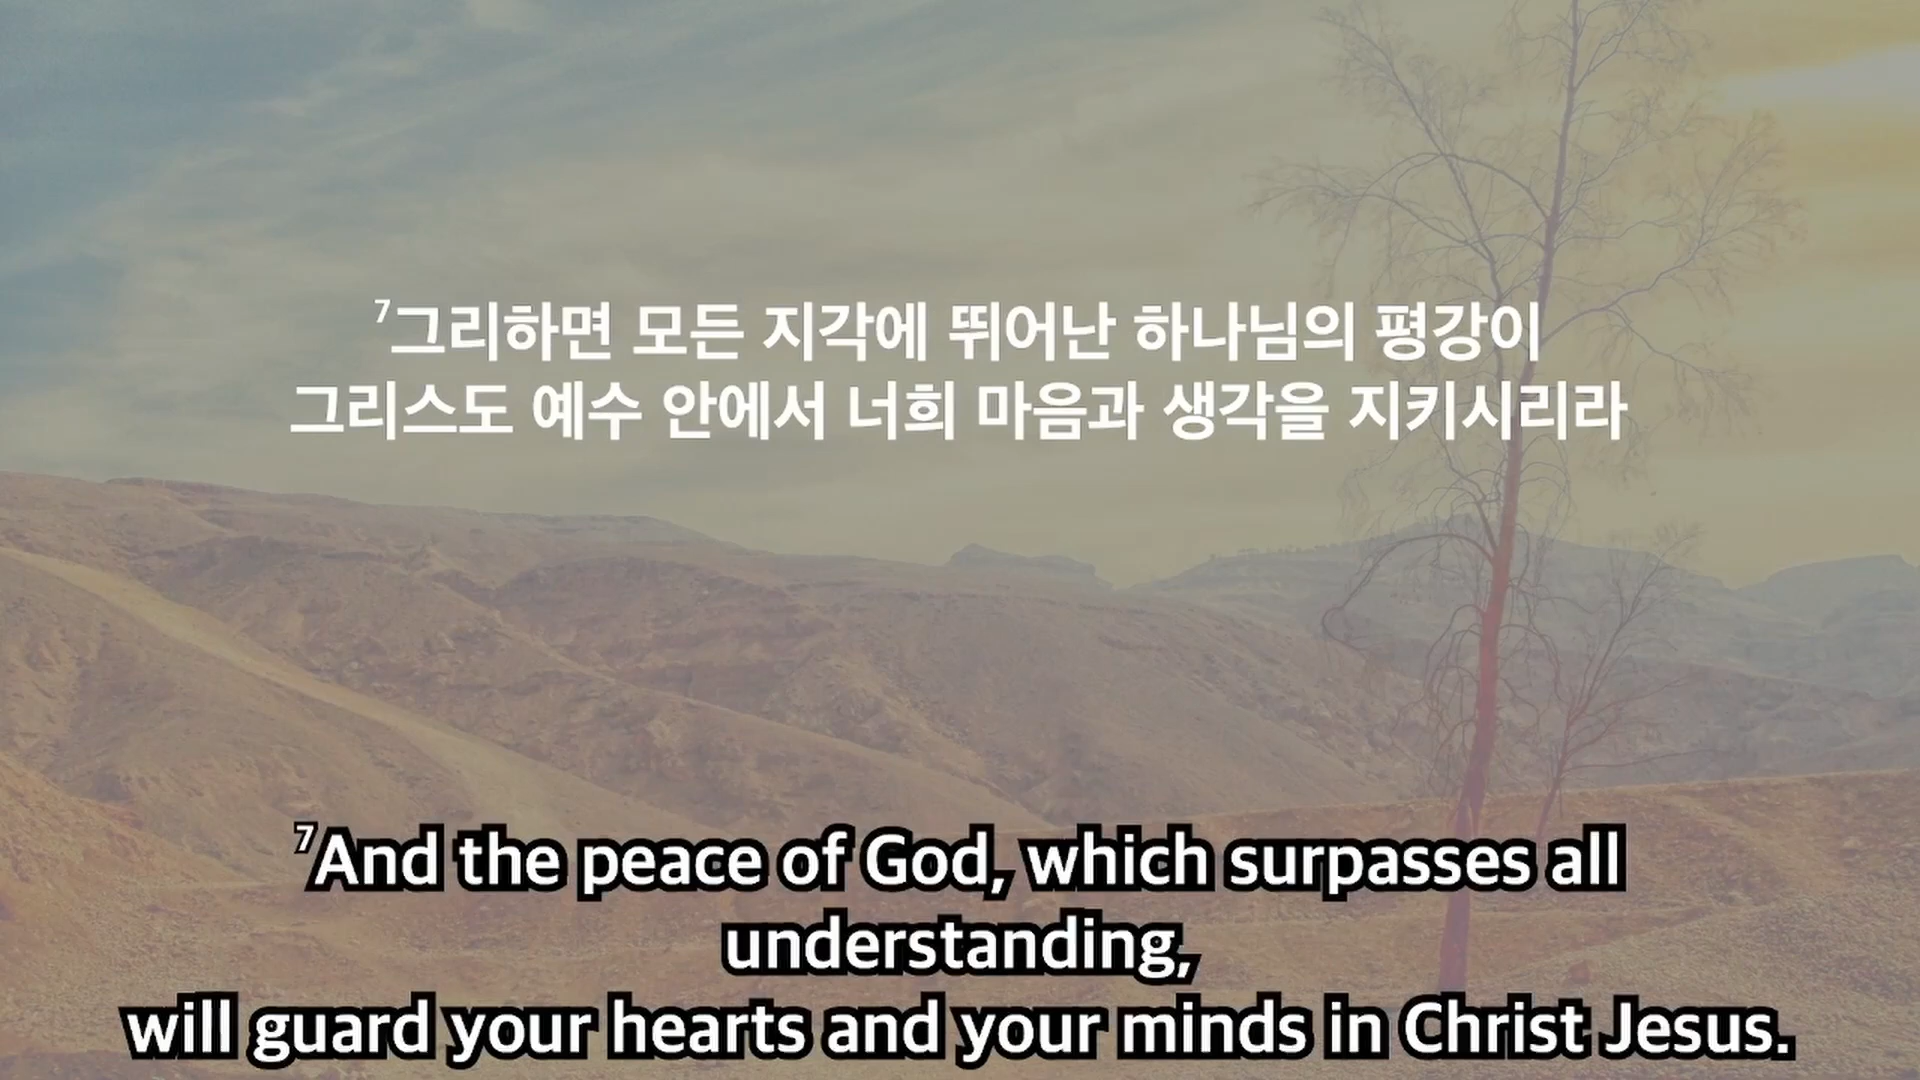 ⁷그리하면 모든 지각에 뛰어난 하나님의 평강이
그리스도 예수 안에서 너희 마음과 생각을 지키시리라
⁷And the peace of God, which surpasses all
understanding,
will guard your hearts and your minds in Christ Jesus.